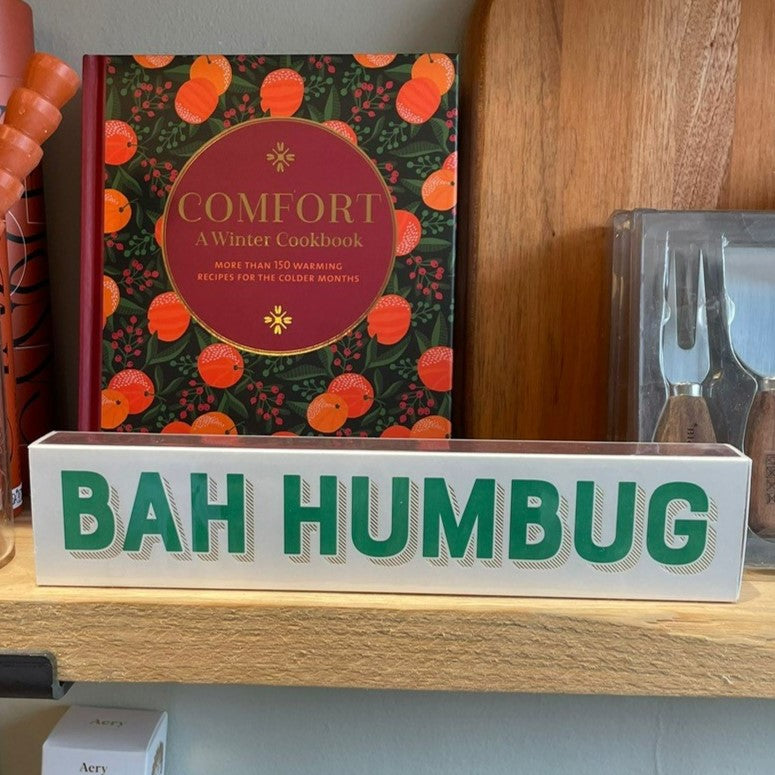 COMFORT
A Winter Cookbook
MORE THAN 150 WARMING
RECIPES FOR THE COLDER MONTHS
BAH HUMBUG
Aery
Aery